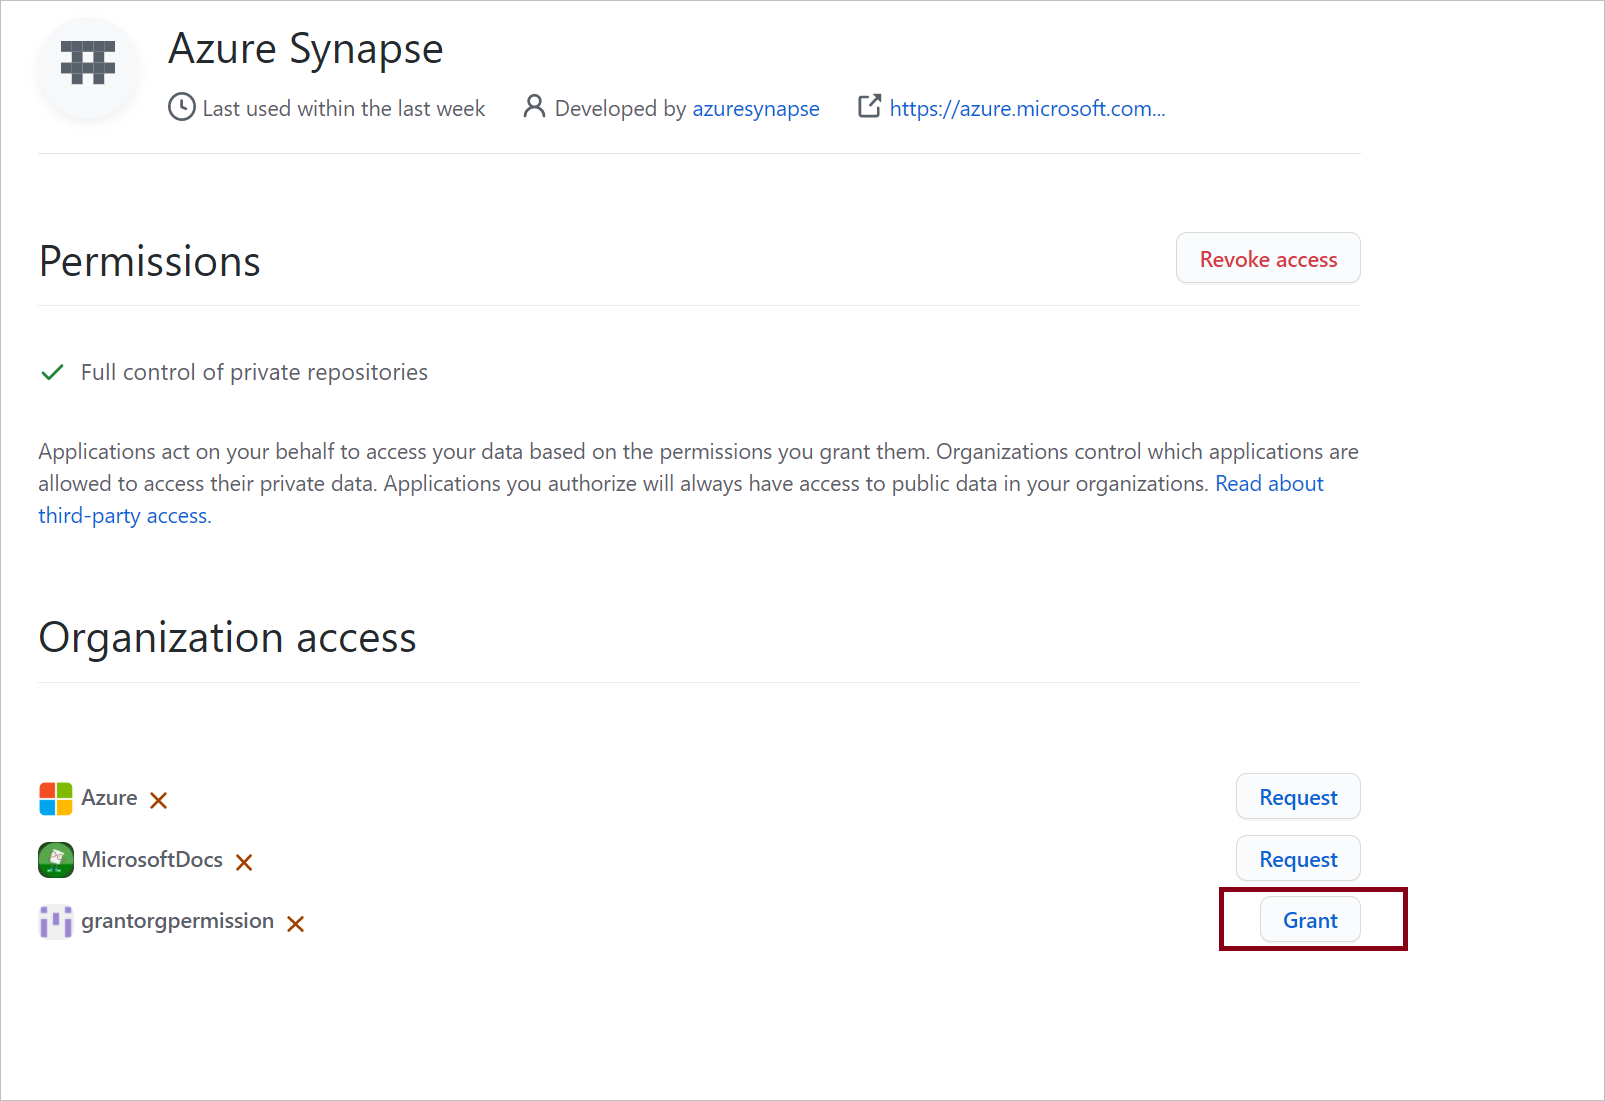 Azure Synapse
Last used within the last week Developed by azuresynapse https://azure.microsoft.com...
Permissions
Revoke access
Full control of private repositories
Applications act on your behalf to access your data based on the permissions you grant them. Organizations control which applications are
allowed to access their private data. Applications you authorize will always have access to public data in your organizations. Read about
third-party access.
Organization access
Azure Request
MicrosoftDocs Request
grantorgpermission Grant